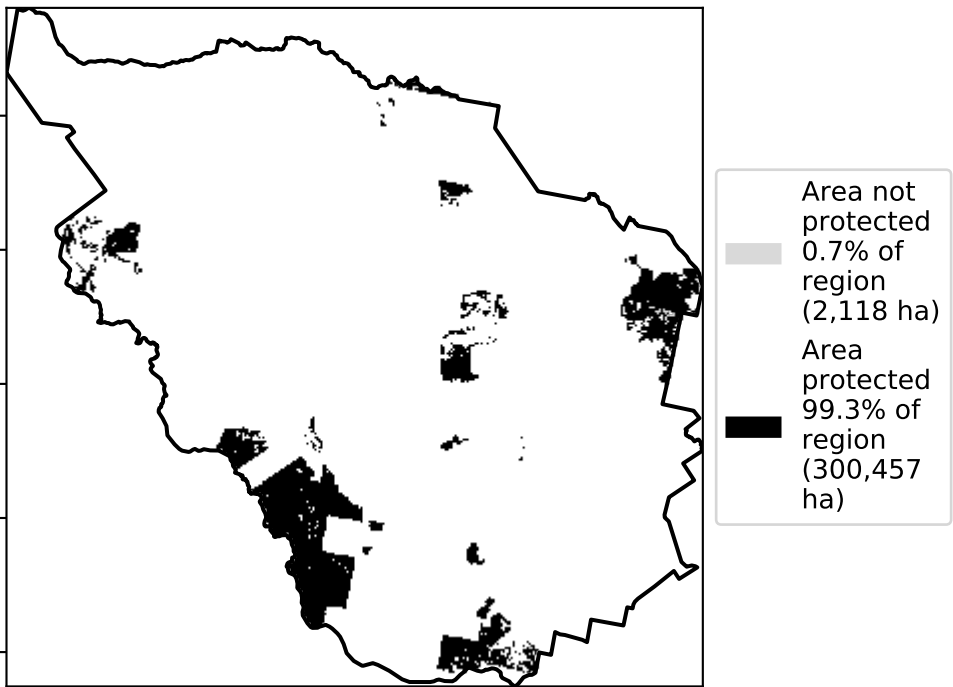 Area not
protected
0.7% of
region
(2,118 ha)
Area
protected
99.3% of
region
(300,457
ha)